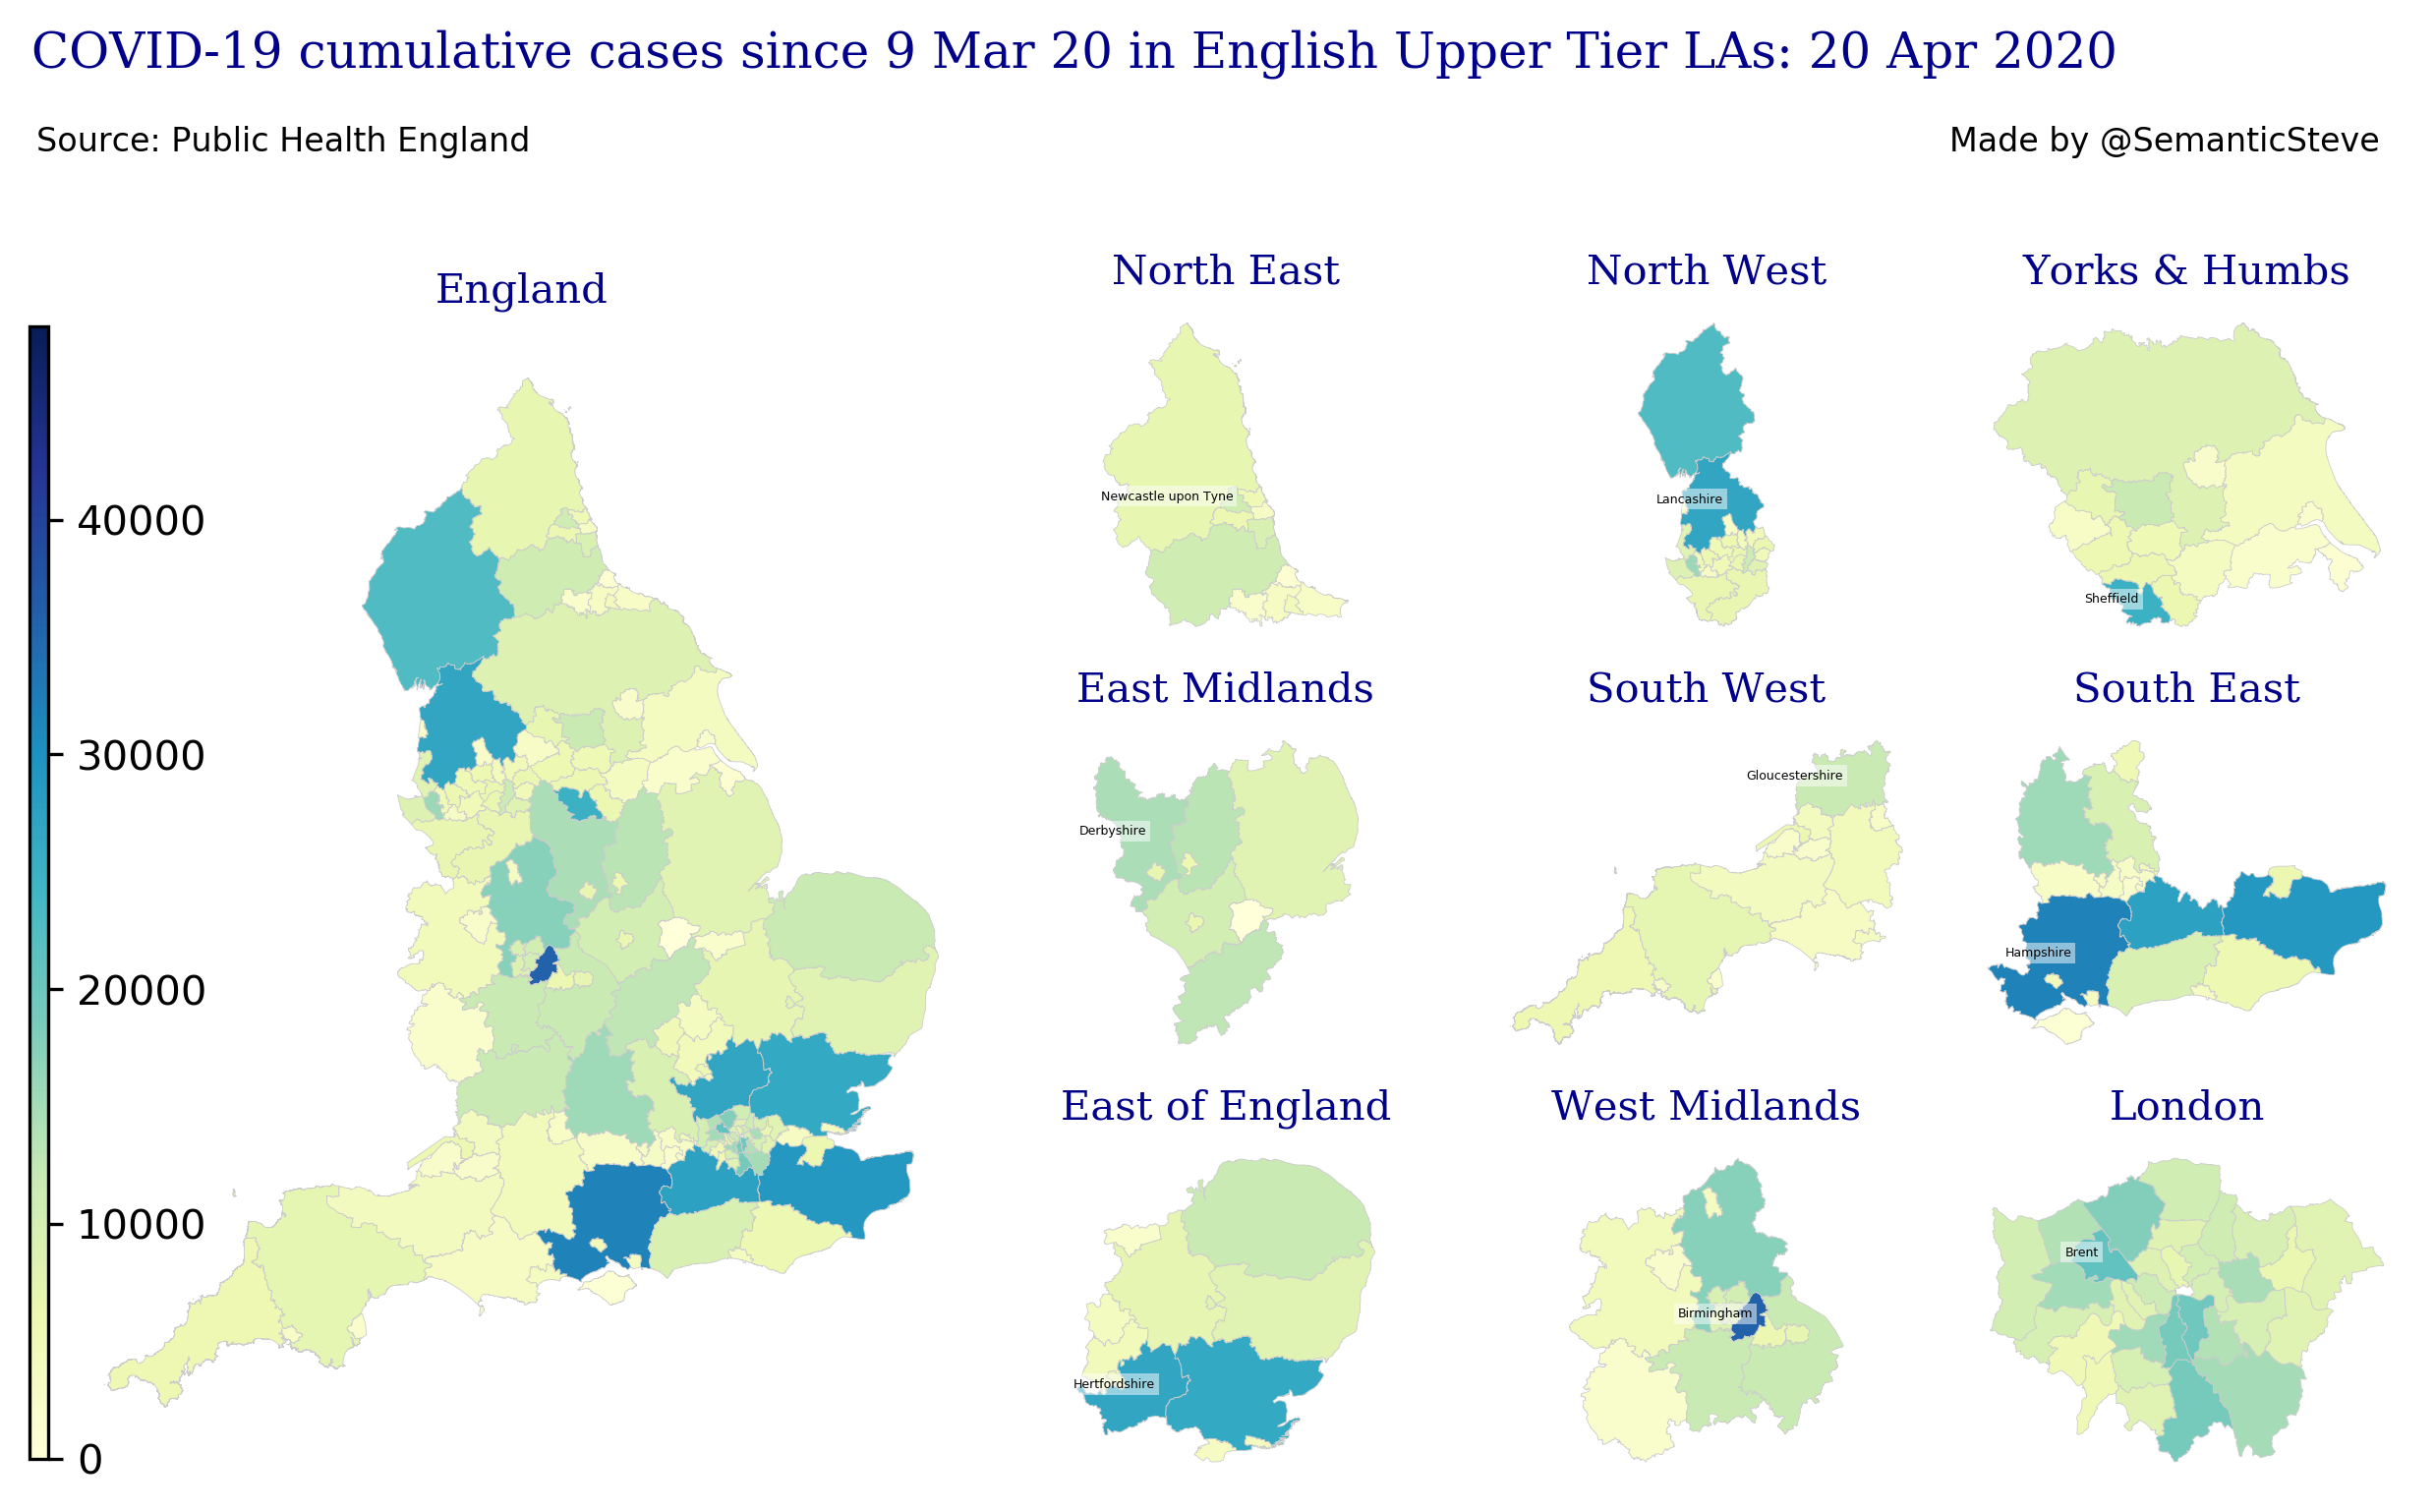 COVID-19 cumulative cases since 9 Mar 20 in English Upper Tier LAs: 20 Apr 2020
Source: Public Health England
Made by @SemanticSteve
England
40000
30000
20000
10000
0
North East
Newcastle upon Tyne
North West
Lancashire
Yorks & Humbs
Sheffield
East Midlands
Derbyshire
South West
Gloucestershire
South East
Hampshire
East of England
Hertfordshire
West Midlands
Birmingham
London
Brent